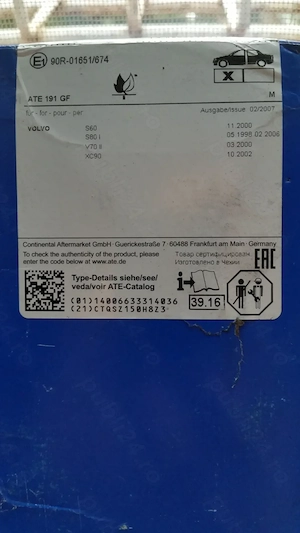 E1 90R-01651/674
X
ATE 191 GF M
für - for - pour - per Ausgabe/Issue 02/2007
VOLVO S60 11.2000
S80 I 05.1998 02.2006
V70 II 03.2000
XC90 10.2002
Continental Aftermarket GmbH · Guerickestraße 7 · 60488 Frankfurt am Main · Germany
To check the authenticity of the product, please
enter the code below at www.ate.de.
Товар сертифицирован
Изготовлено в Чехии
EAC
Type-Details siehe/see/
veda/voir ATE-Catalog
(01)14006633314036
(21)CTQSZ150H8Z3
i
39.16